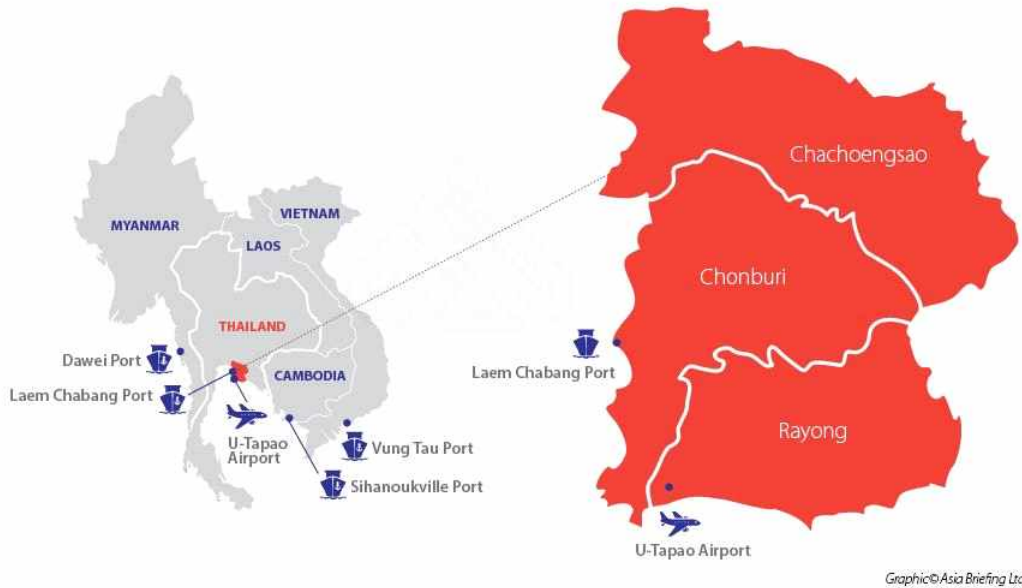 MYANMAR
VIETNAM
LAOS
THAILAND
CAMBODIA
Dawei Port
Laem Chabang Port
U-Tapao
Airport
Vung Tau Port
Sihanoukville Port
Chachoengsao
Chonburi
Laem Chabang Port
Rayong
U-Tapao Airport
Graphic©Asia Briefing Ltd